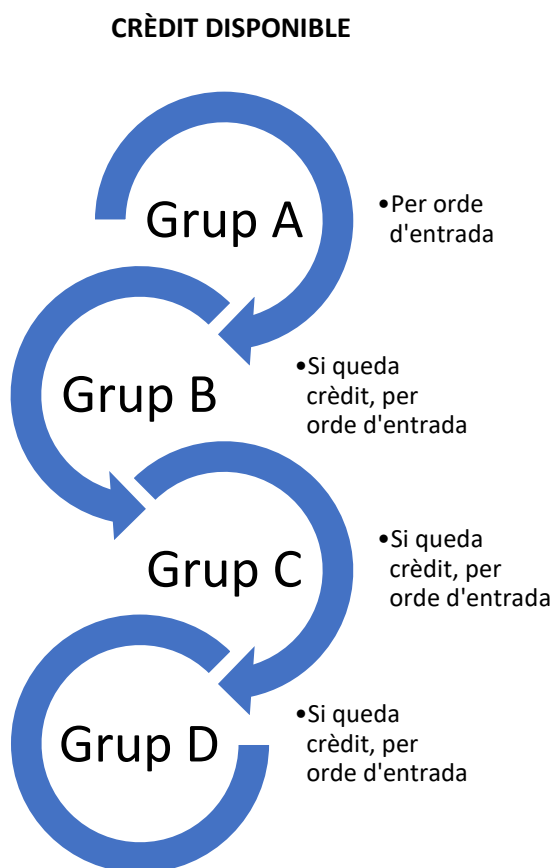 CRÈDIT DISPONIBLE
Grup A
•Per orde
d'entrada
Grup B
•Si queda
crèdit, per
orde d'entrada
Grup C
•Si queda
crèdit, per
orde d'entrada
Grup D
•Si queda
crèdit, per
orde d'entrada